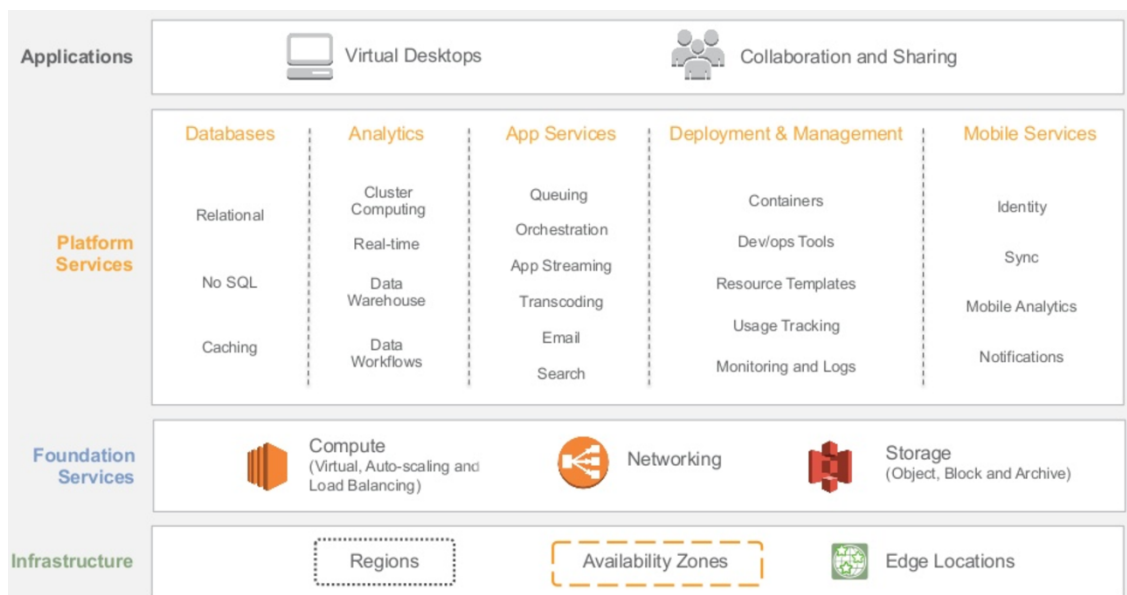 Applications
Virtual Desktops
Collaboration and Sharing
Platform
Services
Databases
Relational
No SQL
Caching
Analytics
Cluster
Computing
Real-time
Data
Warehouse
Data
Workflows
App Services
Queuing
Orchestration
App Streaming
Transcoding
Email
Search
Deployment & Management
Containers
Dev/ops Tools
Resource Templates
Usage Tracking
Monitoring and Logs
Mobile Services
Identity
Sync
Mobile Analytics
Notifications
Foundation
Services
Compute
(Virtual, Auto-scaling and
Load Balancing)
Networking
Storage
(Object, Block and Archive)
Infrastructure
Regions
Availability Zones
Edge Locations